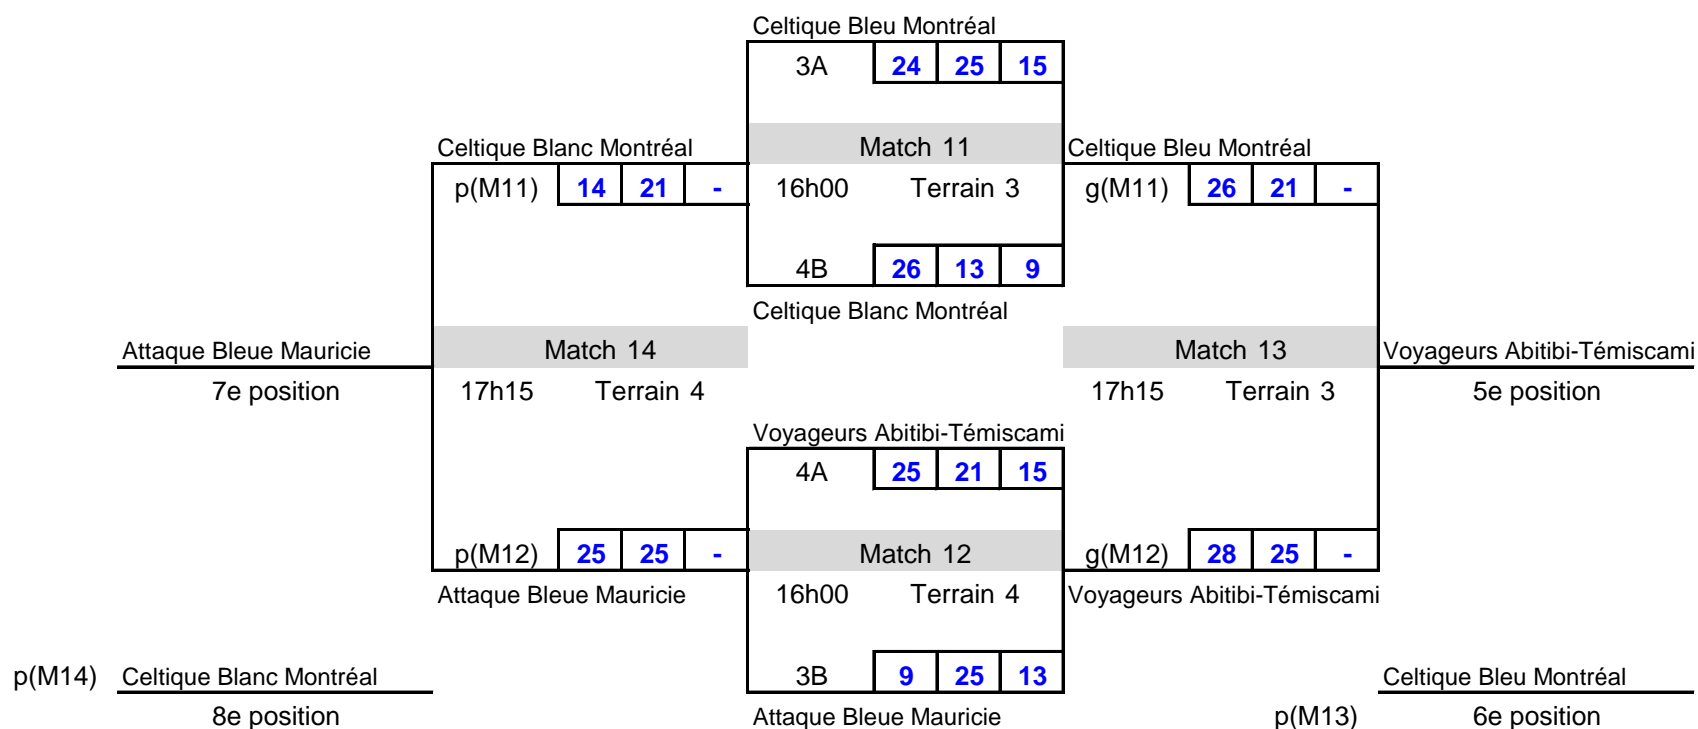 Celtique Bleu Montréal
3A 24 25 15
Celtique Blanc Montréal Match 11 Celtique Bleu Montréal
p(M11) 14 21 - 16h00 Terrain 3 g(M11) 26 21 -
4B 26 13 9
Celtique Blanc Montréal
Attaque Bleue Mauricie Match 14 Match 13 Voyageurs Abitibi-Témiscami
7e position 17h15 Terrain 4 17h15 Terrain 3 5e position
Voyageurs Abitibi-Témiscami
4A 25 21 15
p(M12) 25 25 - Match 12 g(M12) 28 25 -
Attaque Bleue Mauricie 16h00 Terrain 4 Voyageurs Abitibi-Témiscami
p(M14) Celtique Blanc Montréal 3B 9 25 13 Celtique Bleu Montréal
8e position Attaque Bleue Mauricie p(M13) 6e position